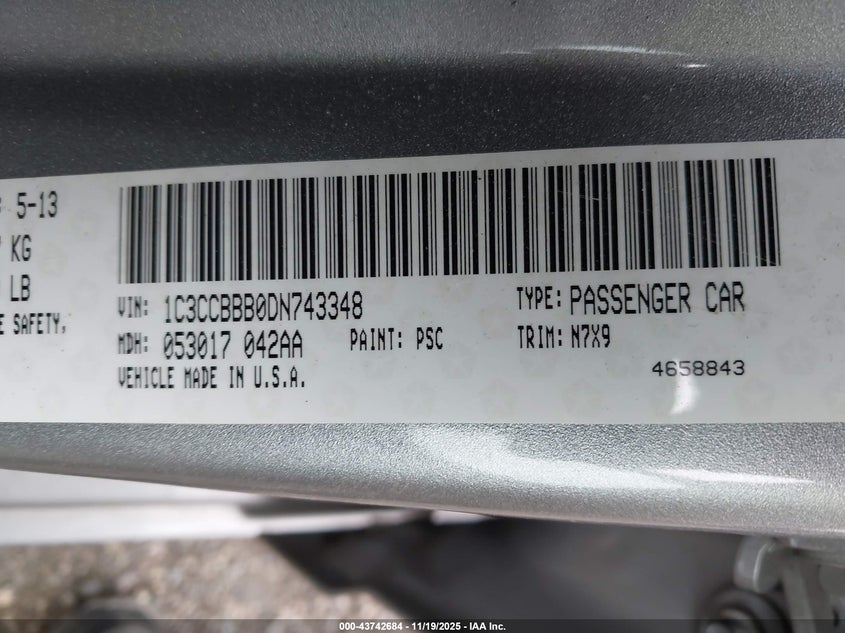 : 5-13
KG
LB
E SAFETY,
VIN: 1C3CCBBB0DN743348
TYPE: PASSENGER CAR
MDH: 053017 042AA
PAINT: PSC
TRIM: N7X9
VEHICLE MADE IN U.S.A.
4658843
000-43742684 - 11/19/2025 - IAA Inc.